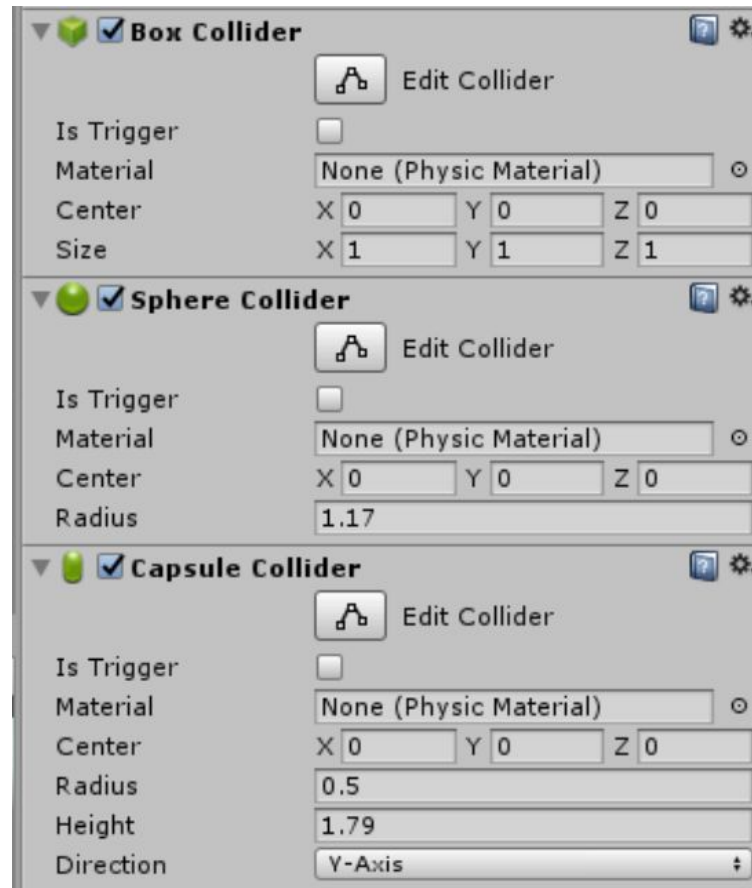 Box Collider
Edit Collider
Is Trigger
Material None (Physic Material)
Center X 0 Y 0 Z 0
Size X 1 Y 1 Z 1
Sphere Collider
Edit Collider
Is Trigger
Material None (Physic Material)
Center X 0 Y 0 Z 0
Radius 1.17
Capsule Collider
Edit Collider
Is Trigger
Material None (Physic Material)
Center X 0 Y 0 Z 0
Radius 0.5
Height 1.79
Direction Y-Axis